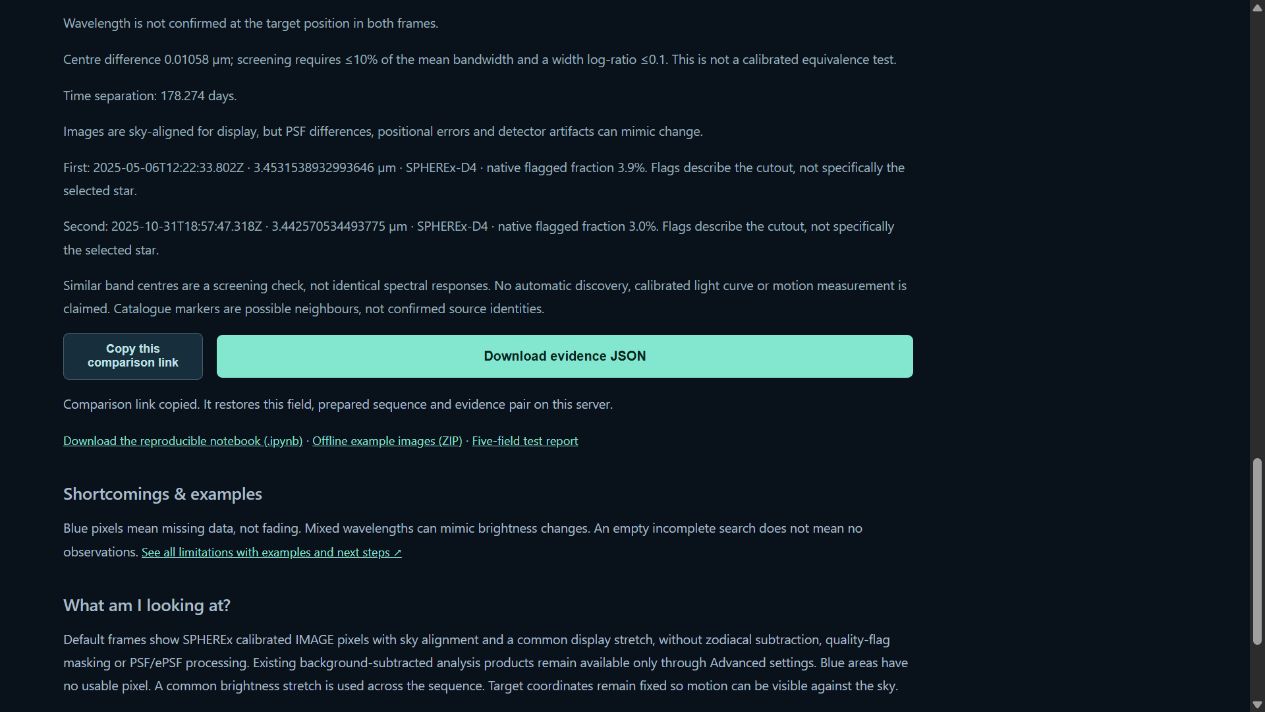 Wavelength is not confirmed at the target position in both frames.
Centre difference 0.01058 µm; screening requires ≤10% of the mean bandwidth and a width log-ratio ≤0.1. This is not a calibrated equivalence test.
Time separation: 178.274 days.
Images are sky-aligned for display, but PSF differences, positional errors and detector artifacts can mimic change.
First: 2025-05-06T12:22:33.802Z · 3.4531538932993646 µm · SPHEREx-D4 · native flagged fraction 3.9%. Flags describe the cutout, not specifically the
selected star.
Second: 2025-10-31T18:57:47.318Z · 3.442570534493775 µm · SPHEREx-D4 · native flagged fraction 3.0%. Flags describe the cutout, not specifically
the selected star.
Similar band centres are a screening check, not identical spectral responses. No automatic discovery, calibrated light curve or motion measurement is
claimed. Catalogue markers are possible neighbours, not confirmed source identities.
Copy this
comparison link
Download evidence JSON
Comparison link copied. It restores this field, prepared sequence and evidence pair on this server.
Download the reproducible notebook (.ipynb) · Offline example images (ZIP) · Five-field test report
Shortcomings & examples
Blue pixels mean missing data, not fading. Mixed wavelengths can mimic brightness changes. An empty incomplete search does not mean no
observations. See all limitations with examples and next steps ↗
What am I looking at?
Default frames show SPHEREx calibrated IMAGE pixels with sky alignment and a common display stretch, without zodiacal subtraction, quality-flag
masking or PSF/ePSF processing. Existing background-subtracted analysis products remain available only through Advanced settings. Blue areas have
no usable pixel. A common brightness stretch is used across the sequence. Target coordinates remain fixed so motion can be visible against the sky.